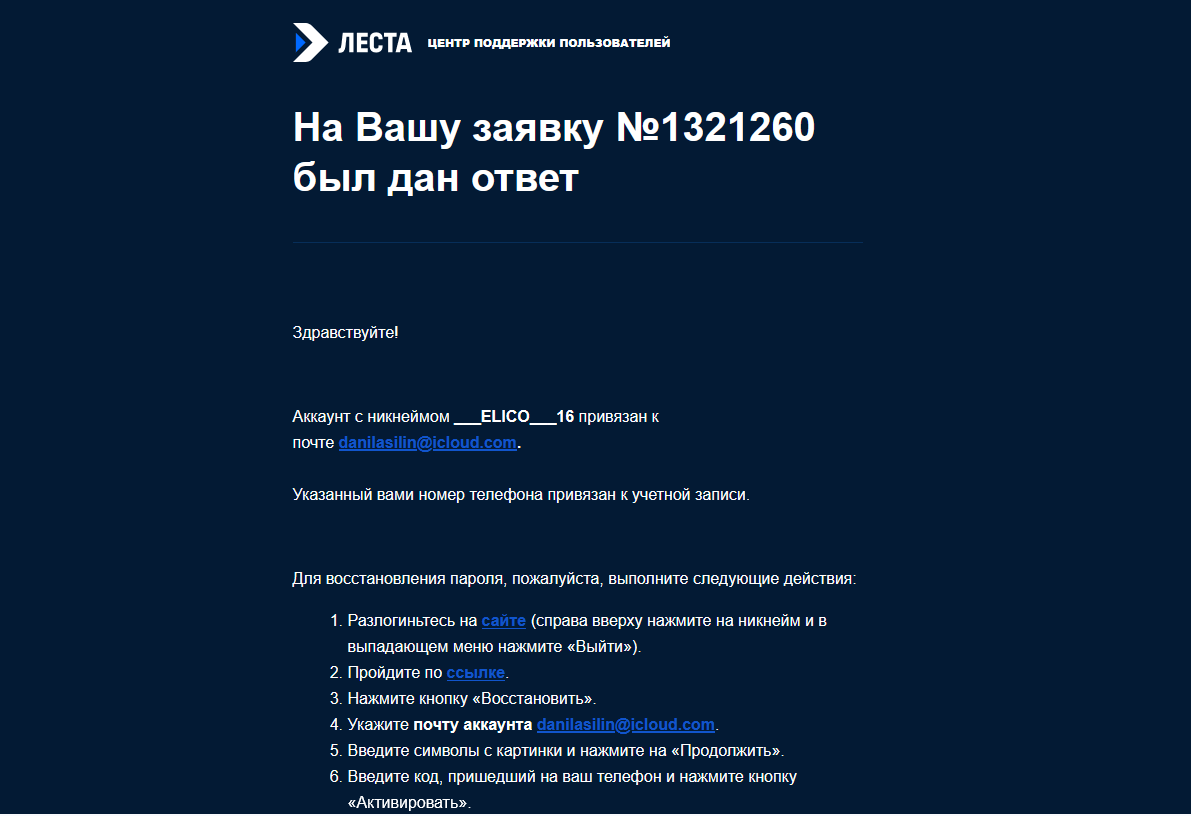 ЛЕСТА ЦЕНТР ПОДДЕРЖКИ ПОЛЬЗОВАТЕЛЕЙ
На Вашу заявку №1321260
был дан ответ
Здравствуйте!
Аккаунт с никнеймом ___ELICO___16 привязан к
почте danilasilin@icloud.com.
Указанный вами номер телефона привязан к учетной записи.
Для восстановления пароля, пожалуйста, выполните следующие действия:
1. Разлогиньтесь на сайте (справа вверху нажмите на никнейм и в
выпадающем меню нажмите «Выйти»).
2. Пройдите по ссылке.
3. Нажмите кнопку «Восстановить».
4. Укажите почту аккаунта danilasilin@icloud.com.
5. Введите символы с картинки и нажмите на «Продолжить».
6. Введите код, пришедший на ваш телефон и нажмите кнопку
«Активировать».